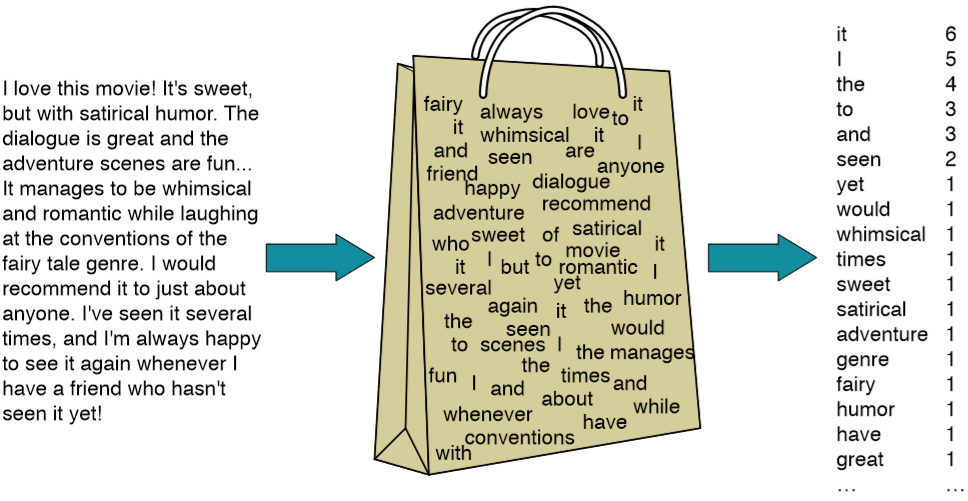 I love this movie! It's sweet,
but with satirical humor. The
dialogue is great and the
adventure scenes are fun...
It manages to be whimsical
and romantic while laughing
at the conventions of the
fairy tale genre. I would
recommend it to just about
anyone. I've seen it several
times, and I'm always happy
to see it again whenever I
have a friend who hasn't
seen it yet!
fairy always love to it
it whimsical it I
and seen are anyone
friend happy dialogue
adventure recommend
who sweet of satirical
it I but to movie it
romantic I
several yet
again it the humor
the seen would
to scenes I the manages
the
fun I and times and
about
whenever have while
conventions
with
it 6
I 5
the 4
to 3
and 3
seen 2
yet 1
would 1
whimsical 1
times 1
sweet 1
satirical 1
adventure 1
genre 1
fairy 1
humor 1
have 1
great 1
... ...